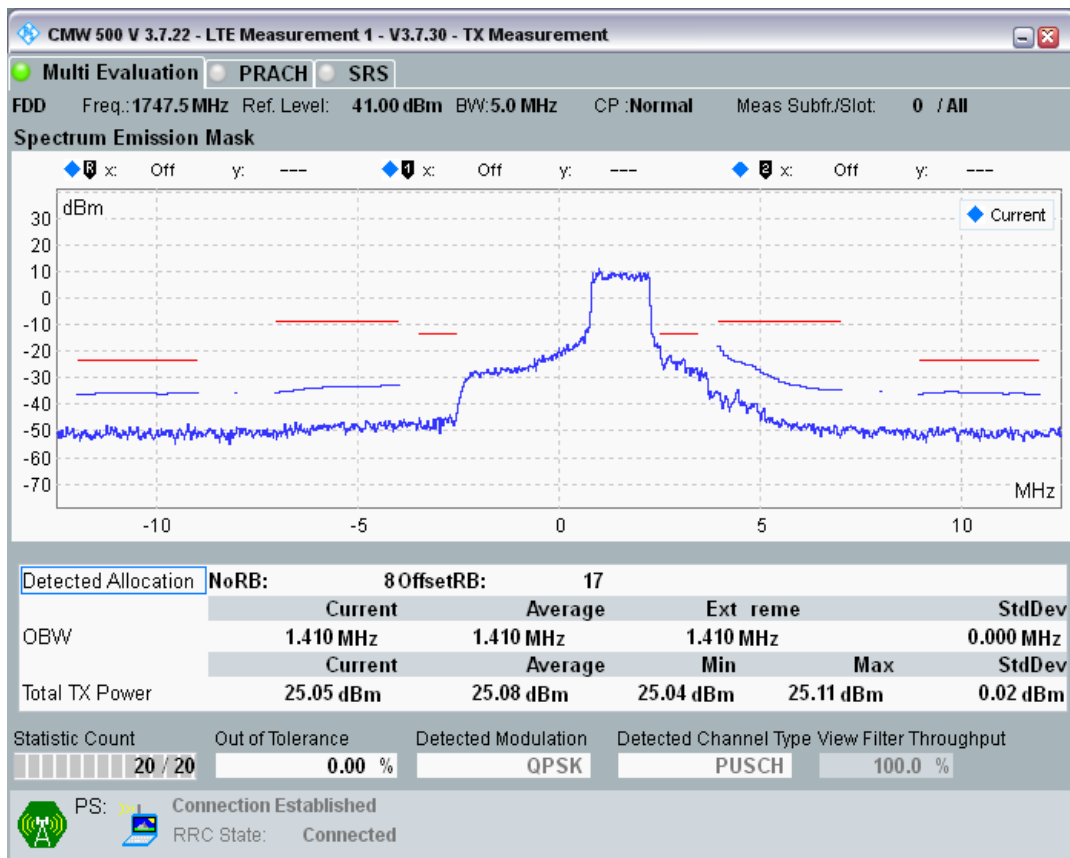 CMW 500 V 3.7.22 - LTE Measurement 1 - V3.7.30 - TX Measurement
Multi Evaluation PRACH SRS
FDD Freq.: 1747.5 MHz Ref. Level: 41.00 dBm BW: 5.0 MHz CP : Normal Meas Subfr./Slot: 0 / All
Spectrum Emission Mask
R x: Off y: --- 1 x: Off y: --- 2 x: Off y: ---
dBm
Current
30
20
10
0
-10
-20
-30
-40
-50
-60
-70
MHz
-10 -5 0 5 10
Detected Allocation NoRB: 8 OffsetRB: 17
Current Average Ext reme StdDev
OBW 1.410 MHz 1.410 MHz 1.410 MHz 0.000 MHz
Current Average Min Max StdDev
Total TX Power 25.05 dBm 25.08 dBm 25.04 dBm 25.11 dBm 0.02 dBm
Statistic Count Out of Tolerance Detected Modulation Detected Channel Type View Filter Throughput
20 / 20 0.00 % QPSK PUSCH 100.0 %
PS: Connection Established
RRC State: Connected